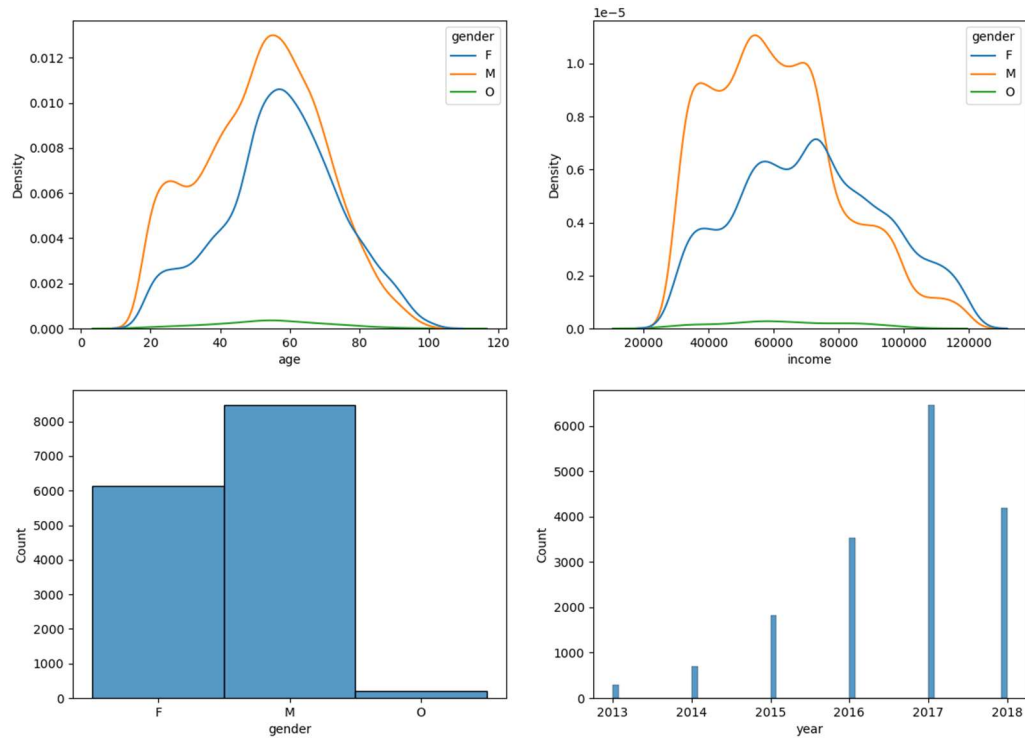 gender
F
M
O
0.012
0.010
0.008
0.006
0.004
0.002
0.000
Density
0 20 40 60 80 100 120
age
1e−5
gender
F
M
O
1.0
0.8
0.6
0.4
0.2
0.0
Density
20000 40000 60000 80000 100000 120000
income
8000
7000
6000
5000
4000
3000
2000
1000
0
Count
F M O
gender
6000
5000
4000
3000
2000
1000
0
Count
2013 2014 2015 2016 2017 2018
year